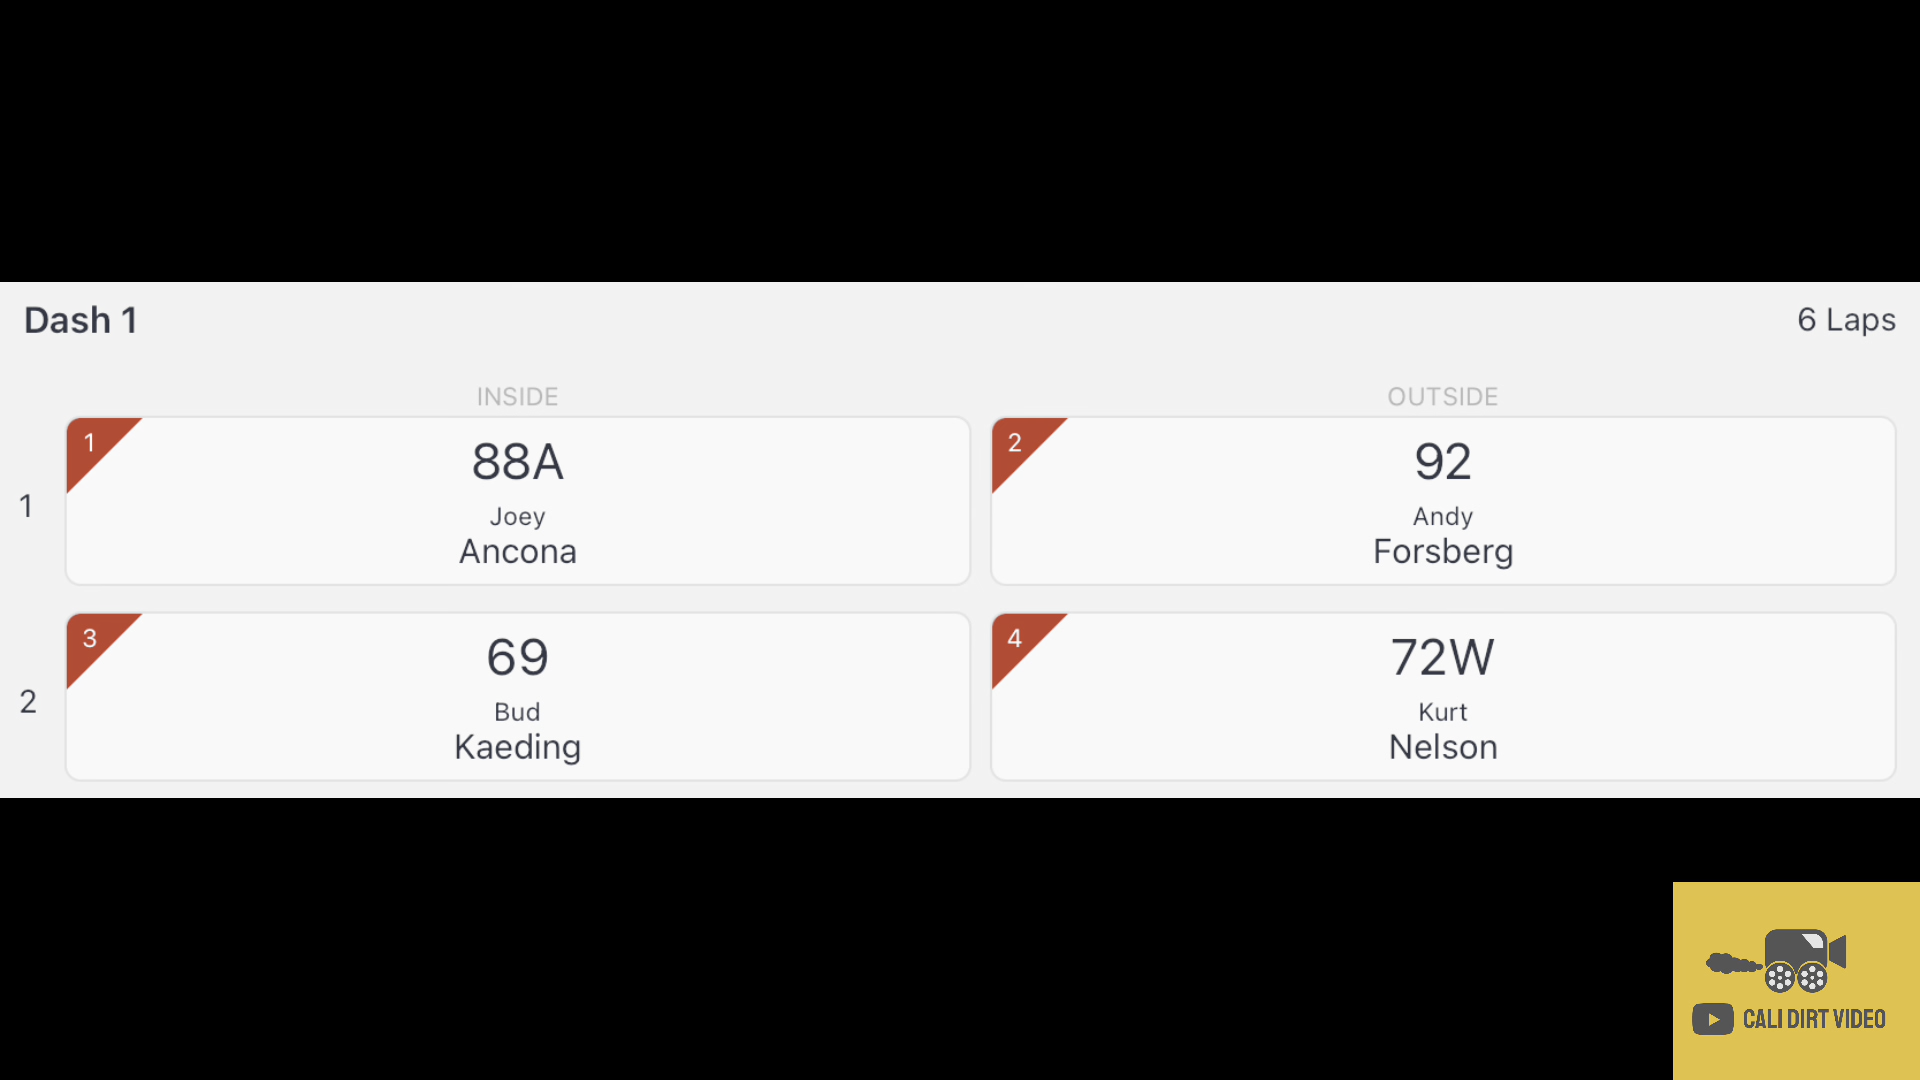 Dash 1
6 Laps
INSIDE
OUTSIDE
1
1
88A
Joey
Ancona
2
92
Andy
Forsberg
2
3
69
Bud
Kaeding
4
72W
Kurt
Nelson
CALI DIRT VIDEO